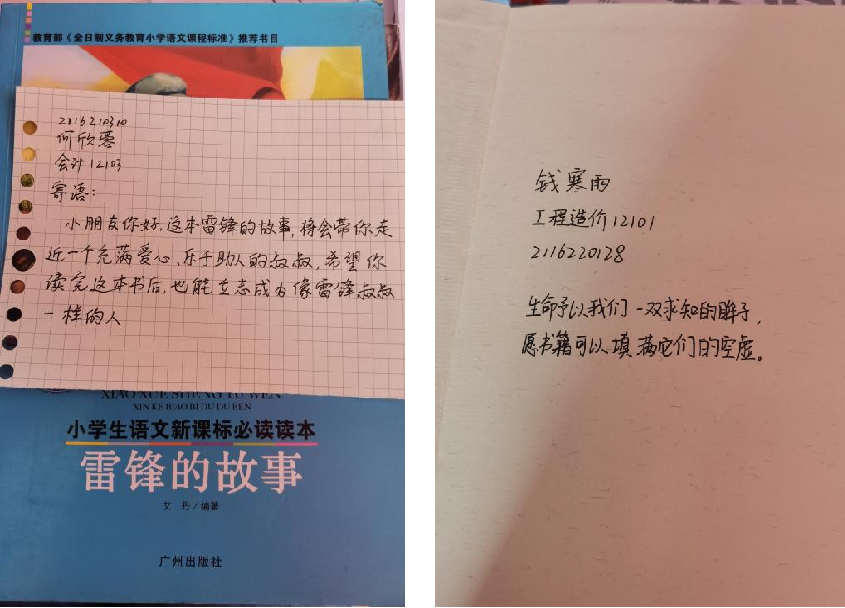 教育部《全日制义务教育小学语文课程标准》推荐书目
2116210310
何欣蓉
会计12103
寄语:
小朋友你好,这本雷锋的故事,将会带你走
近一个充满爱心、乐于助人的叔叔,希望你
读完这本书后,也能立志成为像雷锋叔叔
一样的人
XIAO XUE SHENG YU WEN
XIN KE BIAO BI DU DU BEN
小学生语文新课标必读读本
雷锋的故事
文 丹/编著
广州出版社
钱寒雨
工程造价12101
2116220128
生命予以我们一双求知的眸子,
愿书籍可以填满它们的空虚。